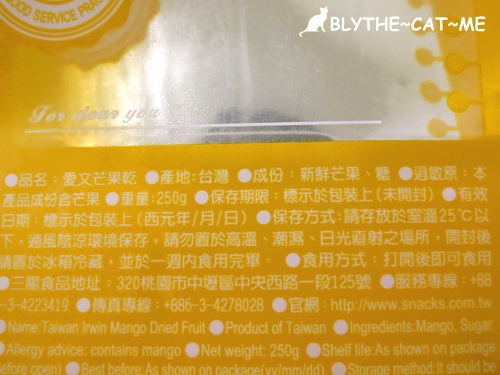 FOOD SERVICE PRAC
BLYTHE~CAT~ME
For dear you
●品名：愛文芒果乾 ●產地:台灣 ●成份：新鮮芒果、糖 ●過敏原：本
產品成份含芒果 ●重量:250g ●保存期限：標示於包裝上(未開封) ●有效
日期：標示於包裝上 (西元年/月/日) ●保存方式:請存放於室溫25℃以
下，通風陰涼環境保存，請勿置於高溫、潮濕、日光直射之場所，開封後
請置於冰箱冷藏，並於一週內食用完畢。 ●食用方式：打開後即可食用
●三陽食品地址：320桃園市中壢區中央西路一段125號 ●服務專線：+88
-3-4223419 ●傳真專線：+886-3-4278028 ●官網：http://www.snacks.com.tw
●Name:Taiwan Irwin Mango Dried Fruit ●Product of Taiwan ●Ingredients:Mango, Sugar
●Allergy advice: contains mango ●Net weight: 250g ●Shelf life:As shown on package
before open) ●Best before:As shown on package(yy/mm/dd) ●Storage method:It should be